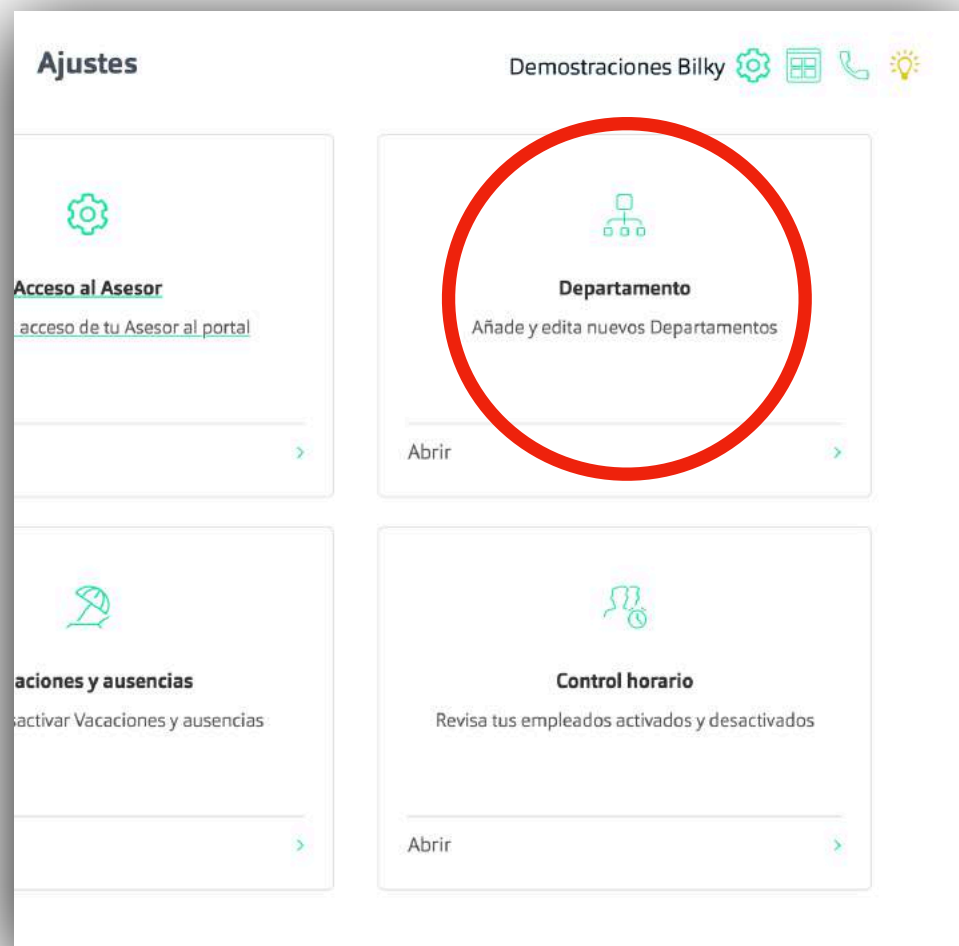 Ajustes
Demostraciones Bilky
Acceso al Asesor
acceso de tu Asesor al portal
Departamento
Añade y edita nuevos Departamentos
Abrir
aciones y ausencias
activar Vacaciones y ausencias
Control horario
Revisa tus empleados activados y desactivados
Abrir